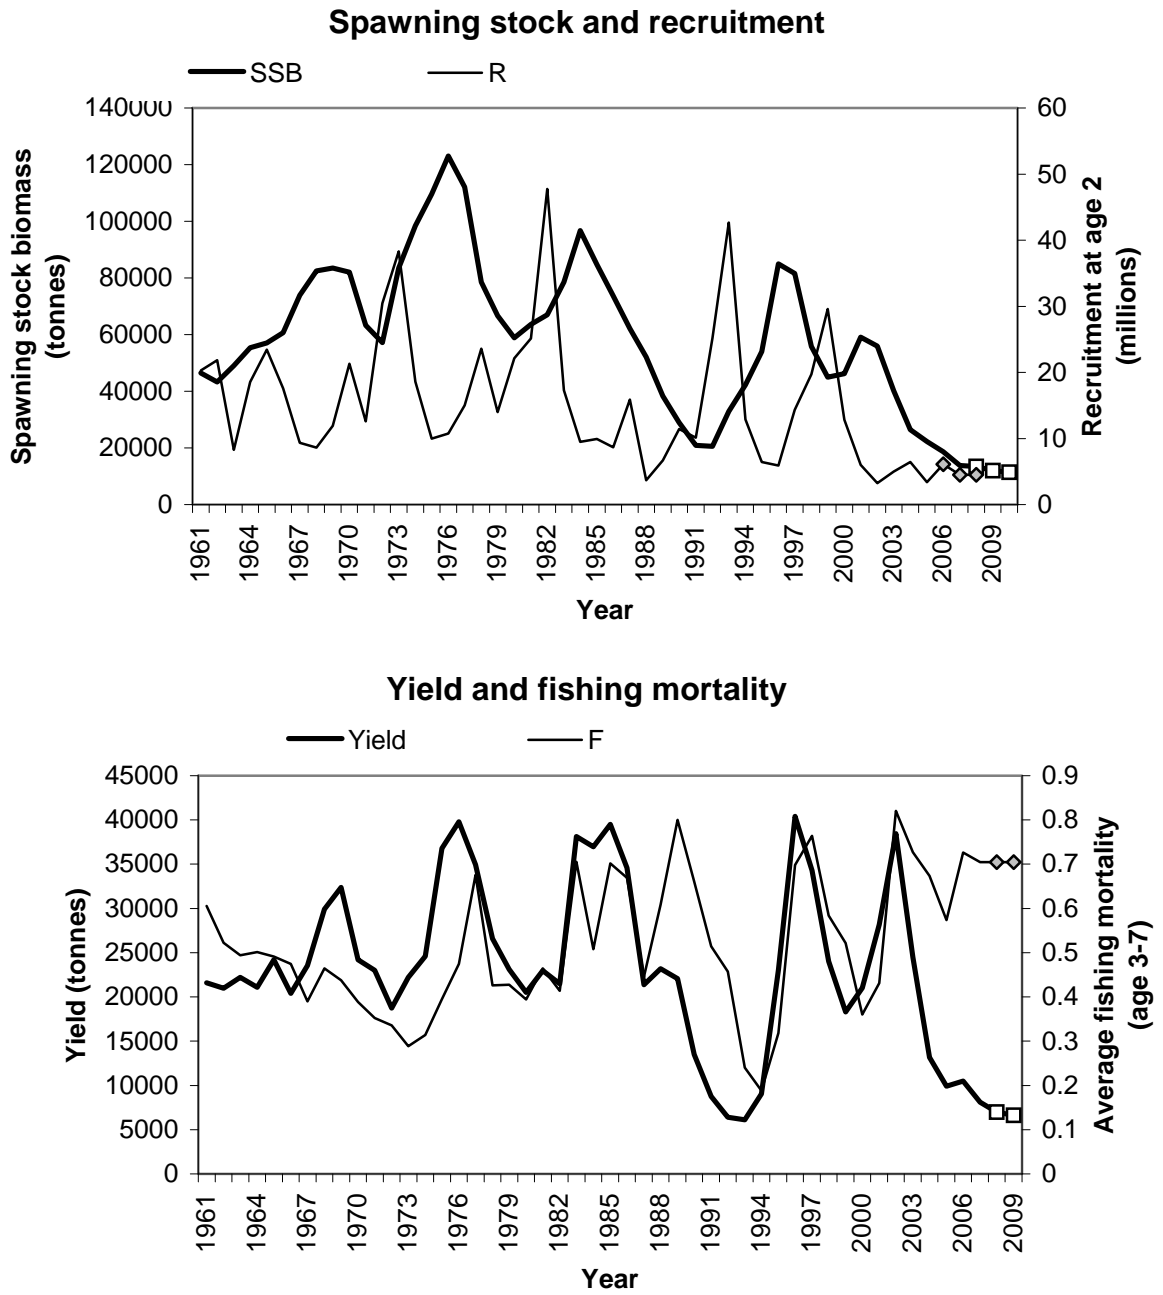 Spawning stock and recruitment
SSB R
140000
120000
100000
80000
60000
40000
20000
0
60
50
40
30
20
10
0
Spawning stock biomass
(tonnes)
Recruitment at age 2
(millions)
1961 1964 1967 1970 1973 1976 1979 1982 1985 1988 1991 1994 1997 2000 2003 2006 2009
Year
Yield and fishing mortality
Yield F
45000
40000
35000
30000
25000
20000
15000
10000
5000
0
0.9
0.8
0.7
0.6
0.5
0.4
0.3
0.2
0.1
0
Yield (tonnes)
Average fishing mortality
(age 3-7)
1961 1964 1967 1970 1973 1976 1979 1982 1985 1988 1991 1994 1997 2000 2003 2006 2009
Year